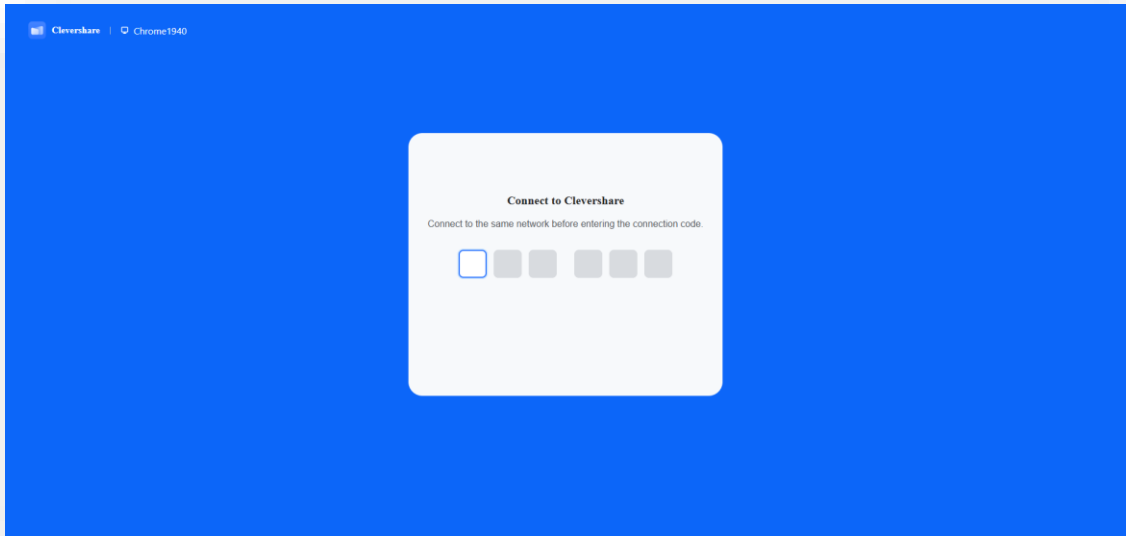 Clevershare | Chrome1940
Connect to Clevershare
Connect to the same network before entering the connection code.